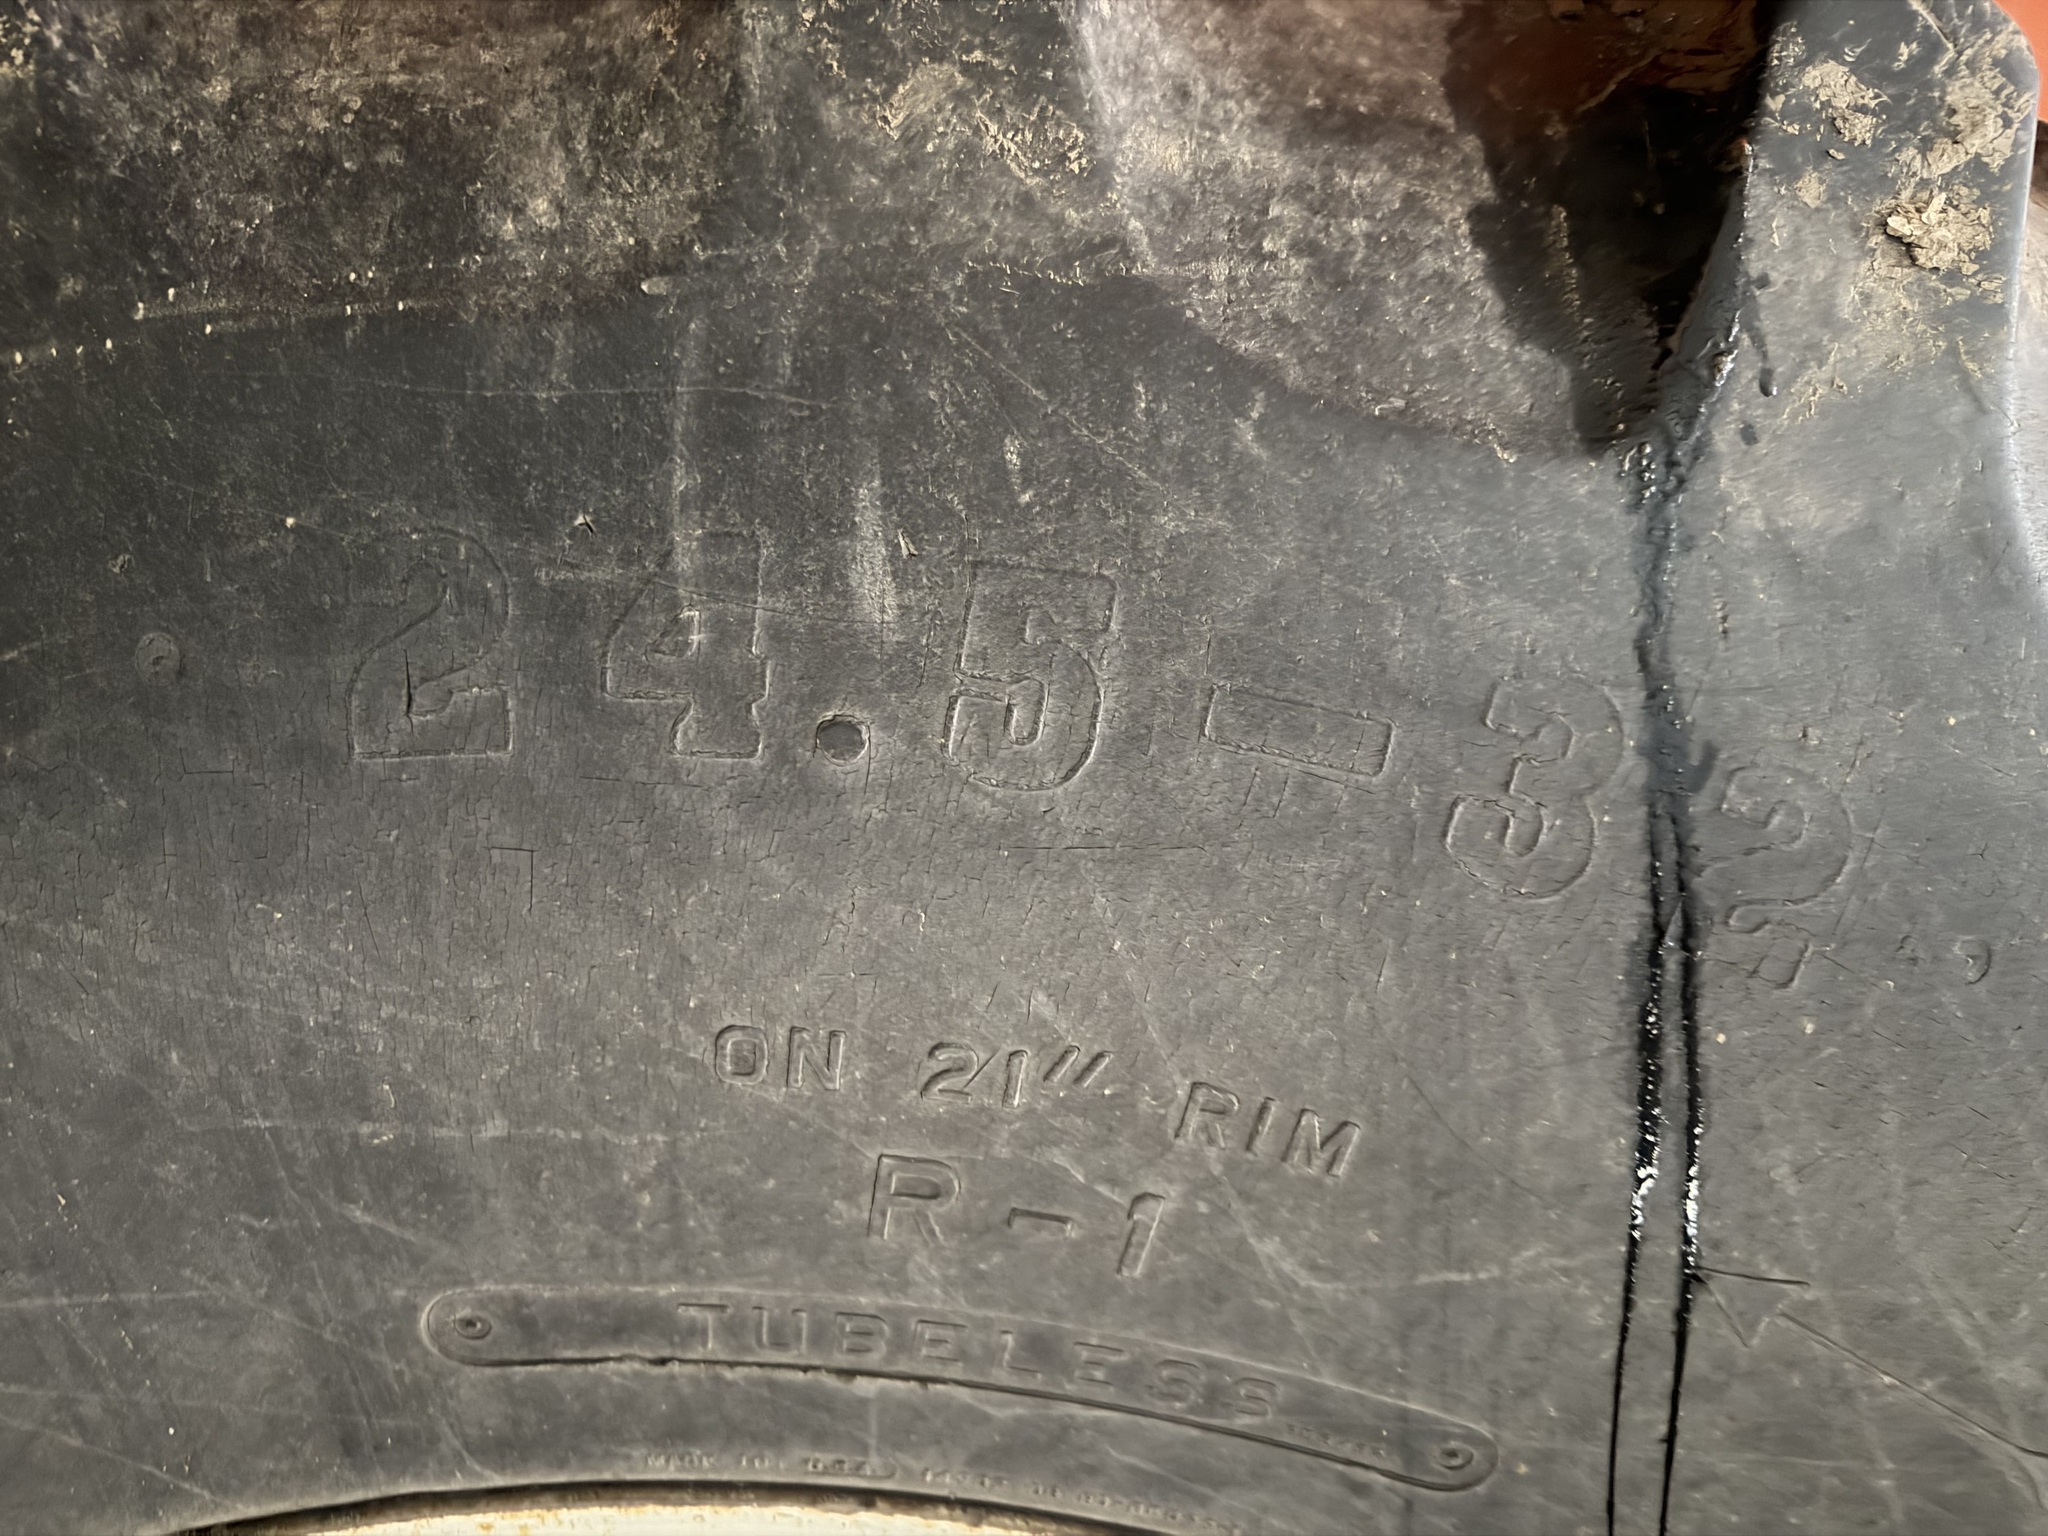 24.5-32
ON 21" RIM
R-1
TUBELESS